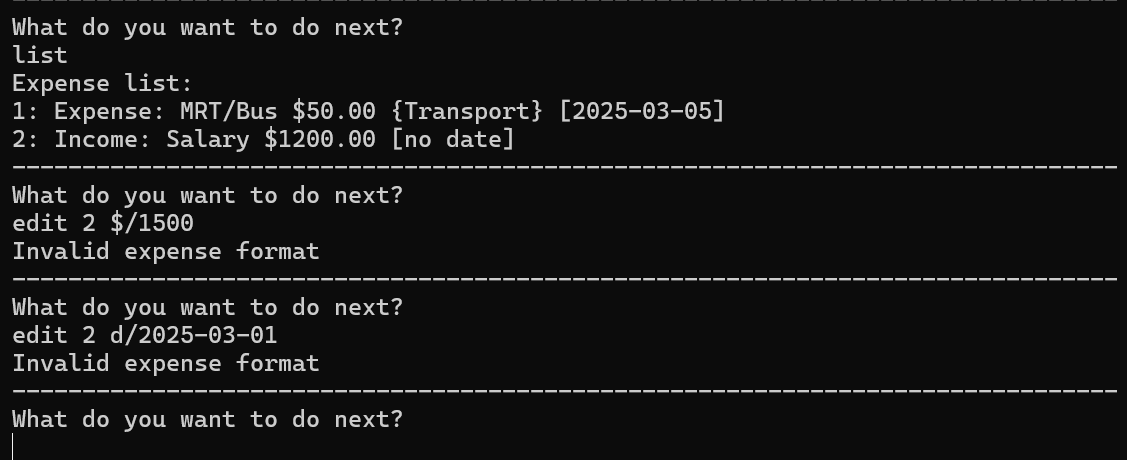 What do you want to do next?
list
Expense list:
1: Expense: MRT/Bus $50.00 {Transport} [2025-03-05]
2: Income: Salary $1200.00 [no date]
--------------------------------------------------------------------------------
What do you want to do next?
edit 2 $/1500
Invalid expense format
--------------------------------------------------------------------------------
What do you want to do next?
edit 2 d/2025-03-01
Invalid expense format
--------------------------------------------------------------------------------
What do you want to do next?